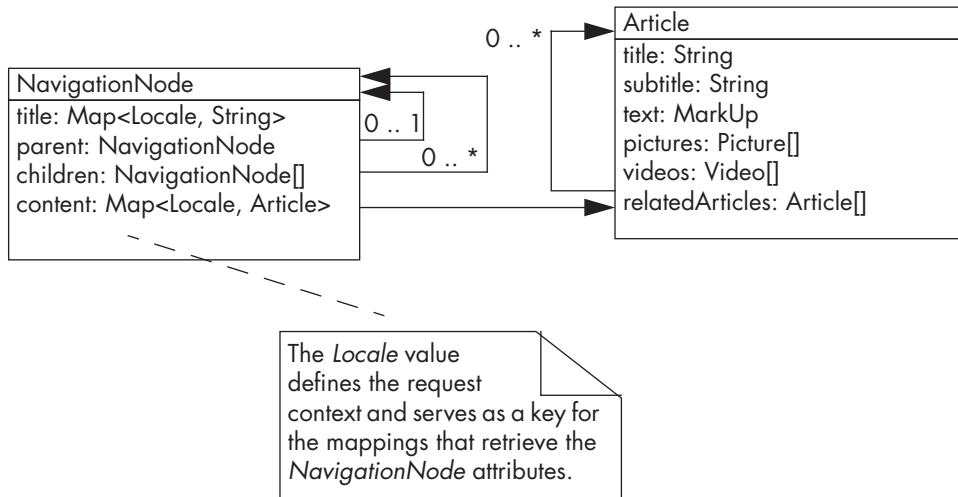 NavigationNode
title: Map<Locale, String>
parent: NavigationNode
children: NavigationNode[]
content: Map<Locale, Article>
0 .. 1
0 .. *
0 .. *
Article
title: String
subtitle: String
text: MarkUp
pictures: Picture[]
videos: Video[]
relatedArticles: Article[]
The Locale value
defines the request
context and serves as a key for
the mappings that retrieve the
NavigationNode attributes.